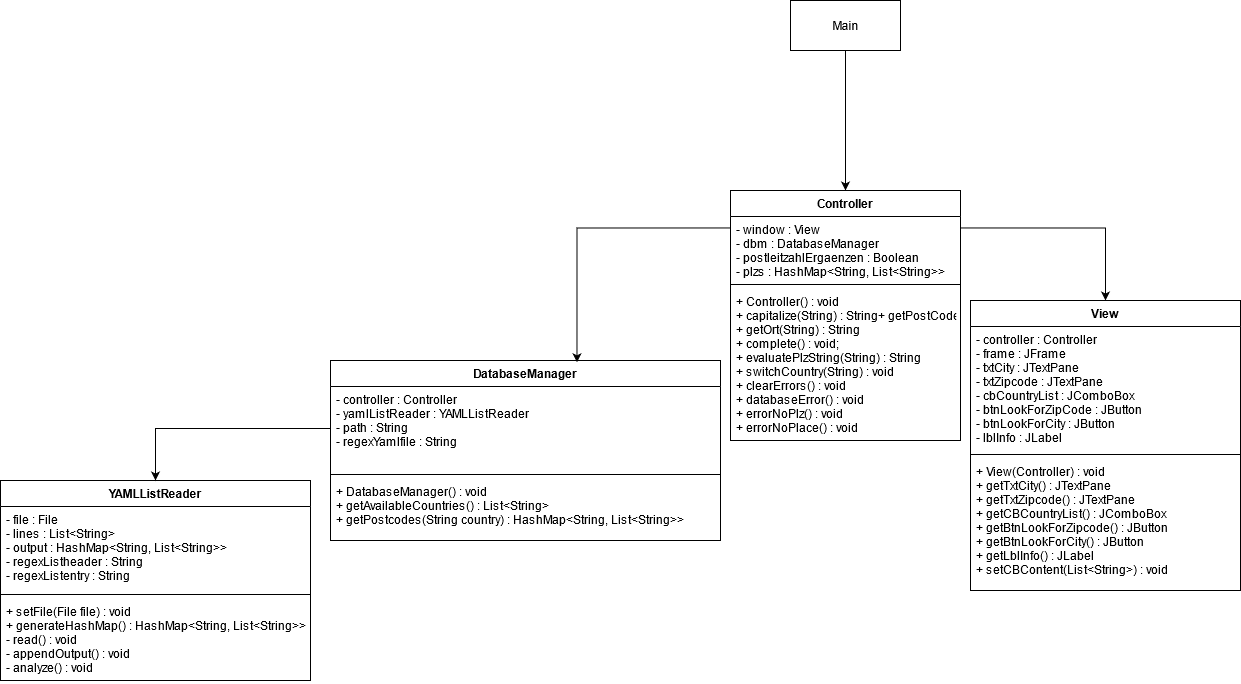 Main
Controller
- window : View
- dbm : DatabaseManager
- postleitzahlErgaenzen : Boolean
- plzs : HashMap<String, List<String>>
+ Controller() : void
+ capitalize(String) : String+ getPostCode
+ getOrt(String) : String
+ complete() : void;
+ evaluatePlzString(String) : String
+ switchCountry(String) : void
+ clearErrors() : void
+ databaseError() : void
+ errorNoPlz() : void
+ errorNoPlace() : void
View
- controller : Controller
- frame : JFrame
- txtCity : JTextPane
- txtZipcode : JTextPane
- cbCountryList : JComboBox
- btnLookForZipCode : JButton
- btnLookForCity : JButton
- lblInfo : JLabel
+ View(Controller) : void
+ getTxtCity() : JTextPane
+ getTxtZipcode() : JTextPane
+ getCBCountryList() : JComboBox
+ getBtnLookForZipcode() : JButton
+ getBtnLookForCity() : JButton
+ getLblInfo() : JLabel
+ setCBContent(List<String>) : void
DatabaseManager
- controller : Controller
- yamlListReader : YAMLListReader
- path : String
- regexYamlfile : String
+ DatabaseManager() : void
+ getAvailableCountries() : List<String>
+ getPostcodes(String country) : HashMap<String, List<String>>
YAMLListReader
- file : File
- lines : List<String>
- output : HashMap<String, List<String>>
- regexListheader : String
- regexListentry : String
+ setFile(File file) : void
+ generateHashMap() : HashMap<String, List<String>>
- read() : void
- appendOutput() : void
- analyze() : void